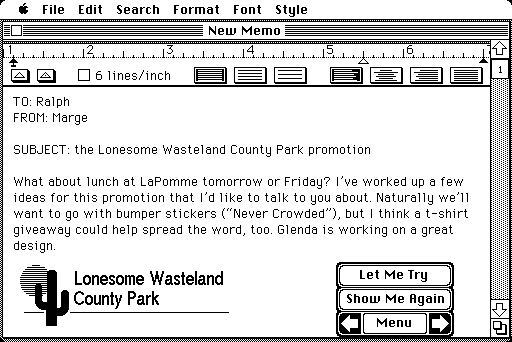 File Edit Search Format Font Style
New Memo
1 2 3 4 5 6 7
6 lines/inch
1
TO: Ralph
FROM: Marge
SUBJECT: the Lonesome Wasteland County Park promotion
What about lunch at LaPomme tomorrow or Friday? I've worked up a few
ideas for this promotion that I'd like to talk to you about. Naturally we'll
want to go with bumper stickers (“Never Crowded”), but I think a t-shirt
giveaway could help spread the word, too. Glenda is working on a great
design.
Lonesome Wasteland
County Park
Let Me Try
Show Me Again
Menu